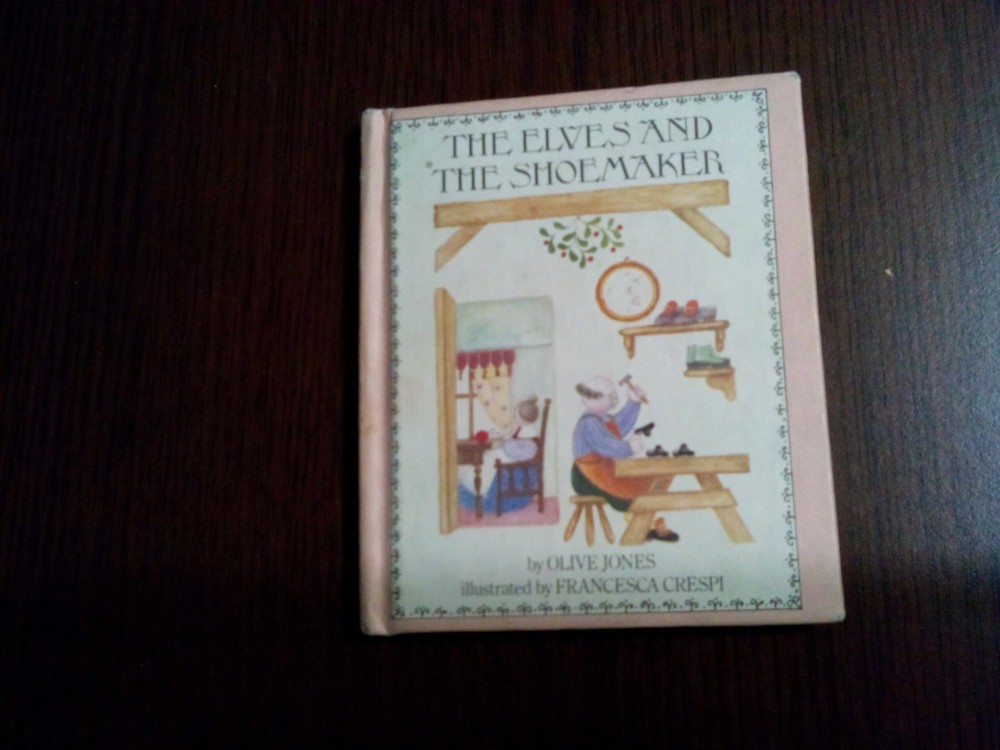 THE ELVES AND
THE SHOEMAKER
by OLIVE JONES
illustrated by FRANCESCA CRESPI